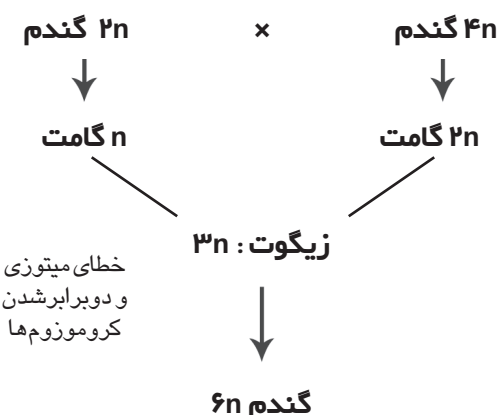 ۴n گندم × ۲n گندم
۲n گامت n گامت
زیگوت : ۳n
خطای میتوزی
و دوبرابرشدن
کروموزوم‌ها
گندم ۶n